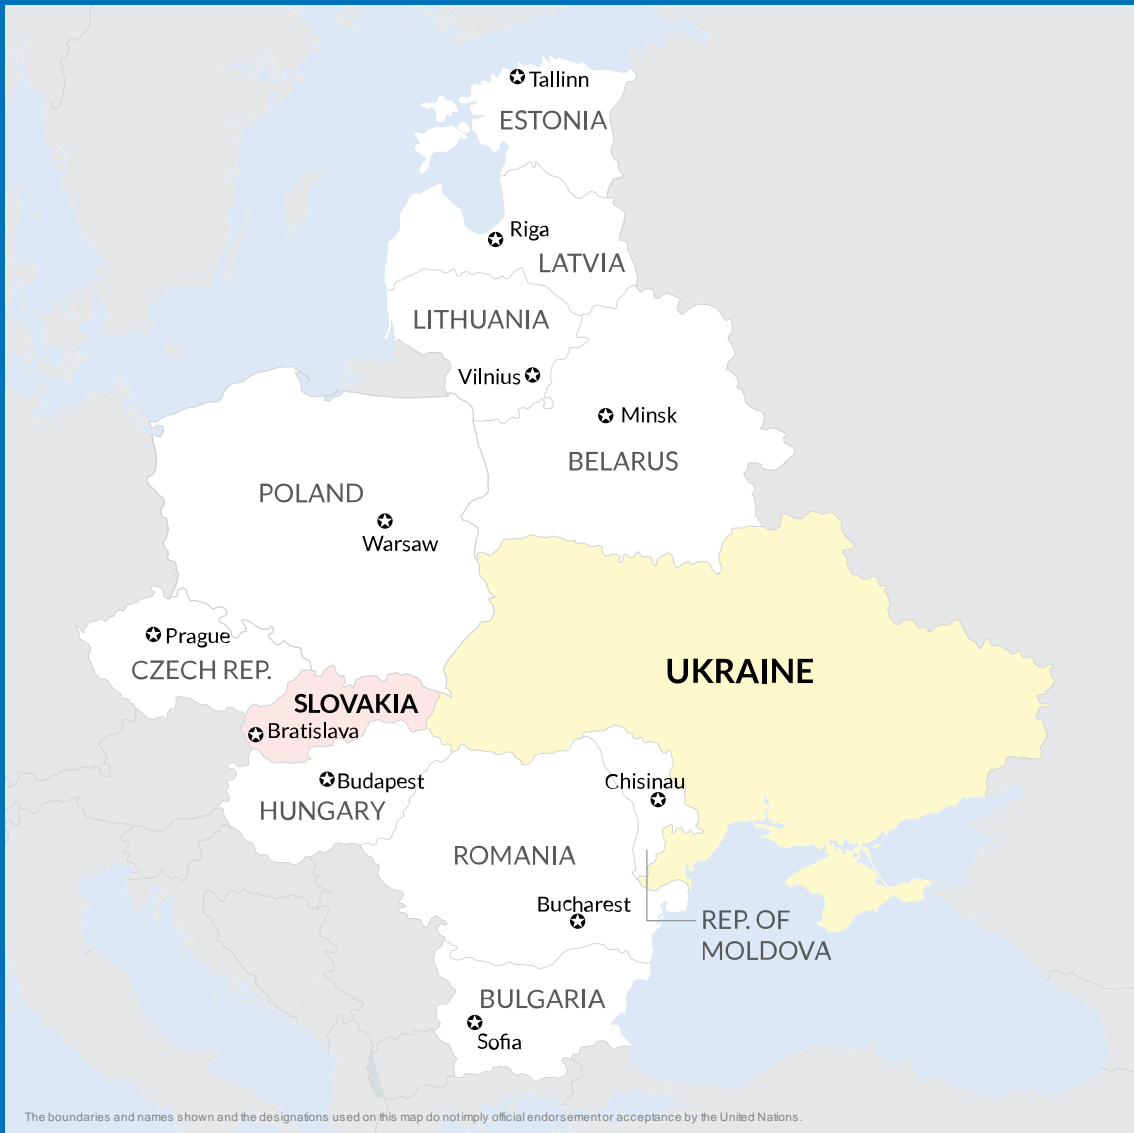 Tallinn
ESTONIA
Riga
LATVIA
LITHUANIA
Vilnius
Minsk
BELARUS
POLAND
Warsaw
Prague
CZECH REP.
UKRAINE
SLOVAKIA
Bratislava
Budapest
HUNGARY
Chisinau
ROMANIA
Bucharest
REP. OF
MOLDOVA
BULGARIA
Sofia
The boundaries and names shown and the designations used on this map do not imply official endorsement or acceptance by the United Nations.